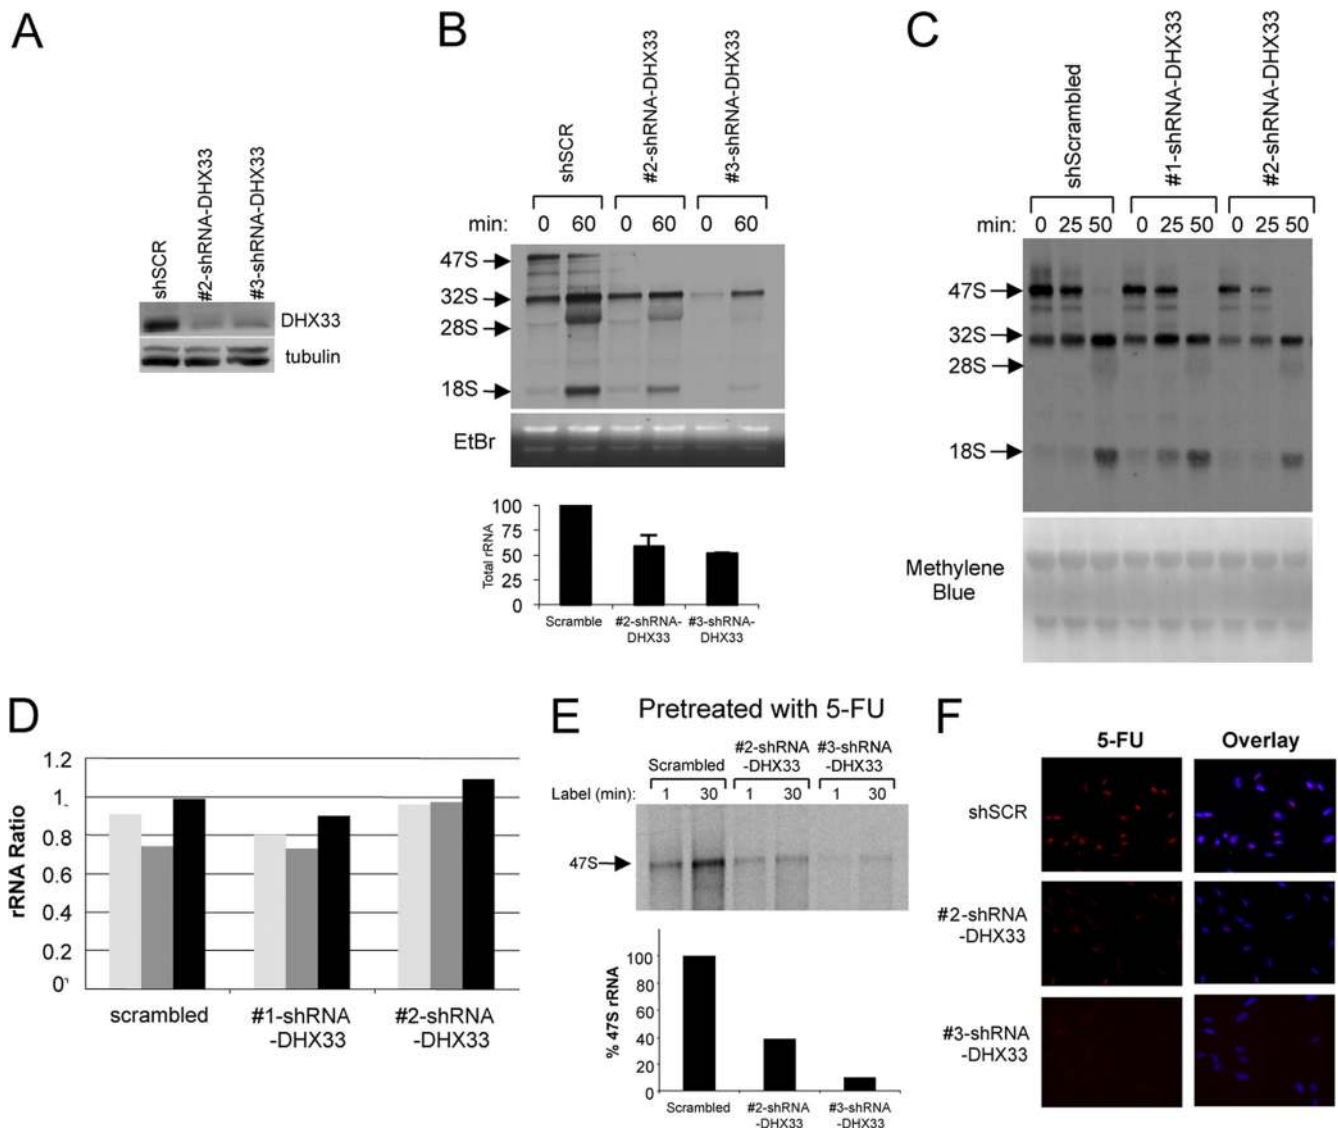 A
shSCR
#2-shRNA-DHX33
#3-shRNA-DHX33
DHX33
tubulin
B
shSCR
#2-shRNA-DHX33
#3-shRNA-DHX33
min: 0 60 0 60 0 60
47S
32S
28S
18S
EtBr
Total rRNA
100
75
50
25
0
Scramble #2-shRNA- #3-shRNA-
DHX33 DHX33
C
shScrambled
#1-shRNA-DHX33
#2-shRNA-DHX33
min: 0 25 50 0 25 50 0 25 50
47S
32S
28S
18S
Methylene
Blue
D
rRNA Ratio
1.2
1.
0.8
0.6
0.4
0.2
0
scrambled #1-shRNA #2-shRNA
-DHX33 -DHX33
E
Pretreated with 5-FU
#2-shRNA #3-shRNA
Scrambled -DHX33 -DHX33
Label (min): 1 30 1 30 1 30
47S
% 47S rRNA
100
80
60
40
20
0
Scrambled #2-shRNA #3-shRNA
-DHX33 -DHX33
F
5-FU Overlay
shSCR
#2-shRNA
-DHX33
#3-shRNA
-DHX33